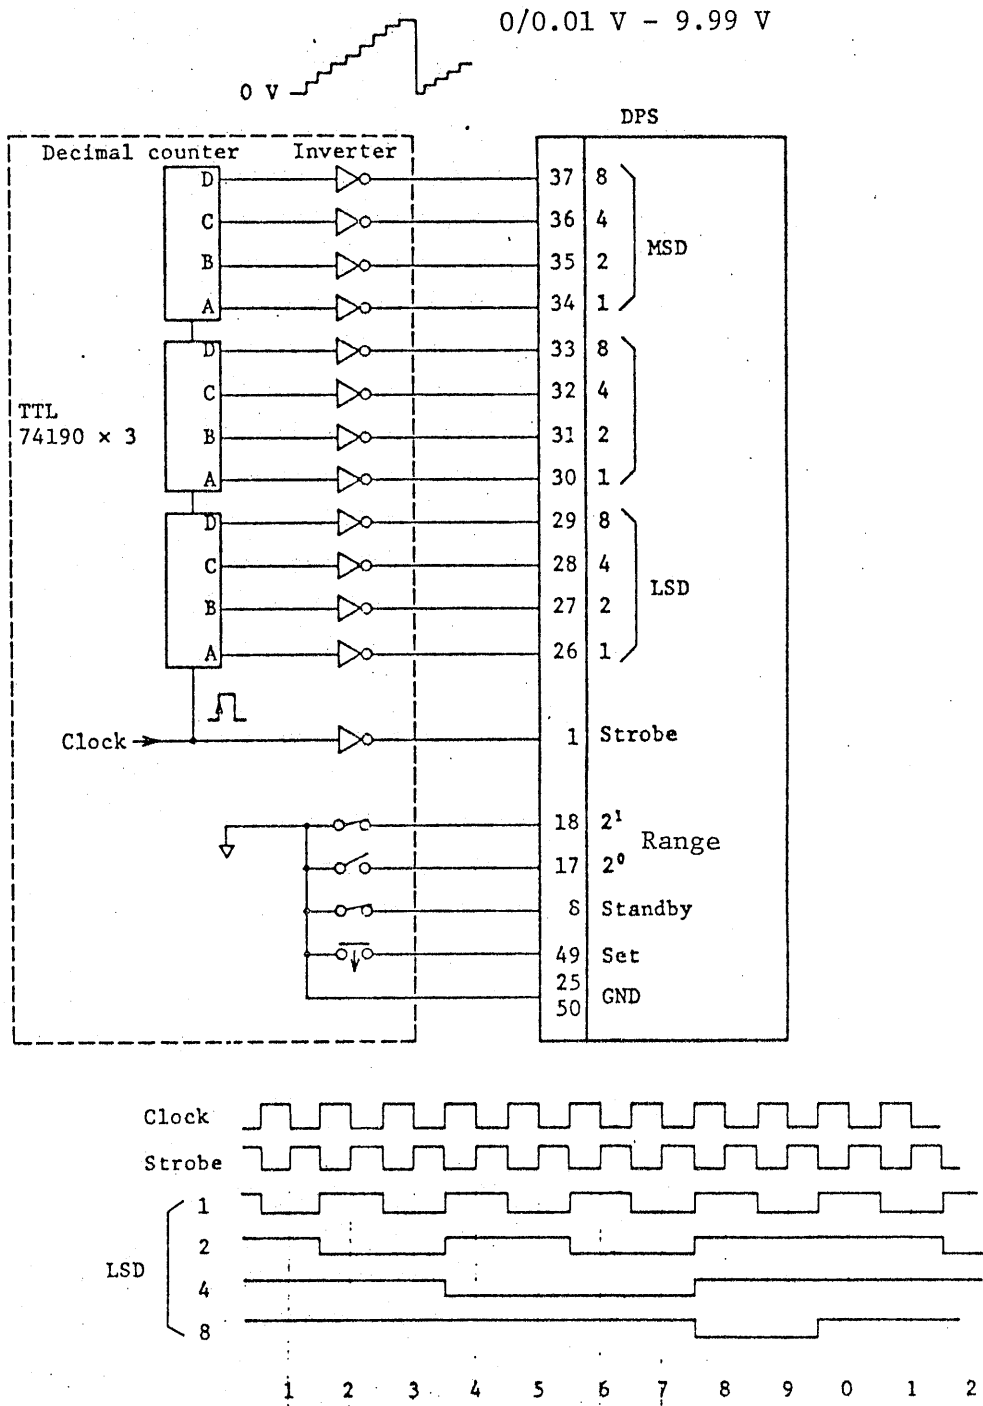 0/0.01 V – 9.99 V
0 V
DPS
Decimal counter Inverter
D 37 8
C 36 4
MSD
B 35 2
A 34 1
D 33 8
C 32 4
TTL
74190 × 3
B 31 2
A 30 1
D 29 8
C 28 4
LSD
B 27 2
A 26 1
Clock 1 Strobe
18 2¹
Range
17 2⁰
8 Standby
49 Set
25
GND
50
Clock
Strobe
1
2
LSD
4
8
1 2 3 4 5 6 7 8 9 0 1 2